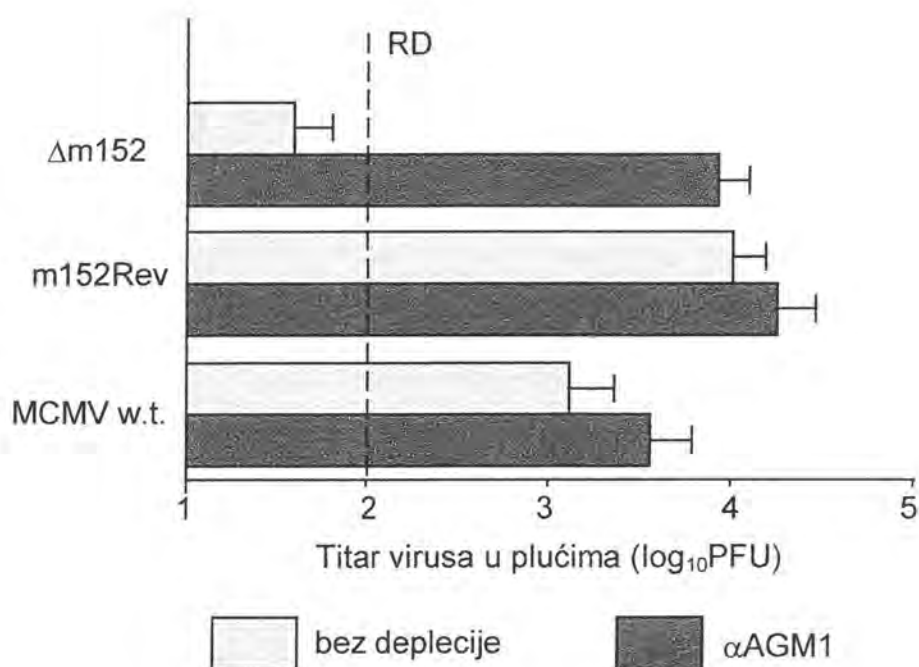 RD
Δm152
m152Rev
MCMV w.t.
1 2 3 4 5
Titar virusa u plućima (log₁₀PFU)
bez deplecije
αAGM1